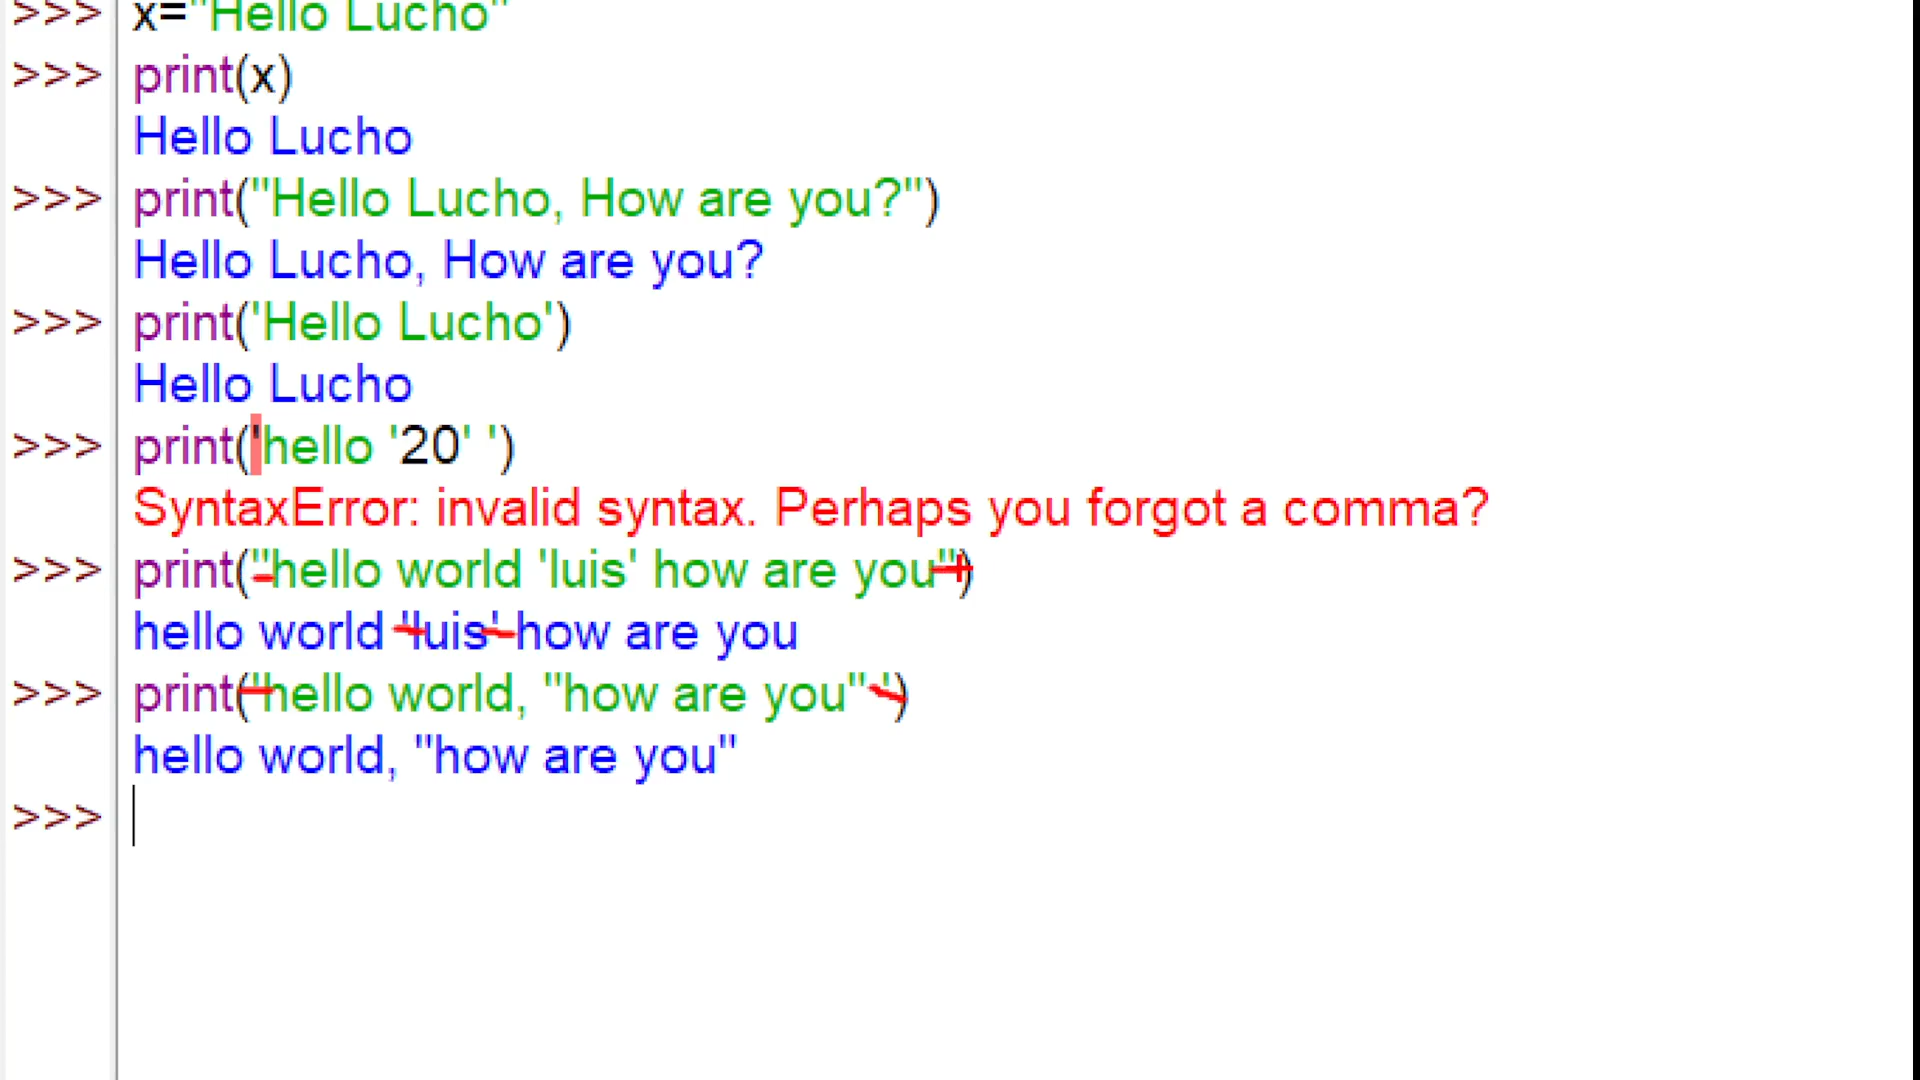 >>> x="Hello Lucho"
>>> print(x)
Hello Lucho
>>> print("Hello Lucho, How are you?")
Hello Lucho, How are you?
>>> print('Hello Lucho')
Hello Lucho
>>> print('hello '20' ')
SyntaxError: invalid syntax. Perhaps you forgot a comma?
>>> print("hello world 'luis' how are you")
hello world 'luis' how are you
>>> print('hello world, "how are you" ')
hello world, "how are you"
>>>